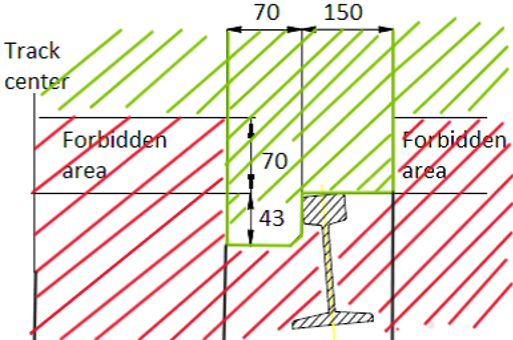 70
150
Track
center
Forbidden
area
70
Forbidden
area
43